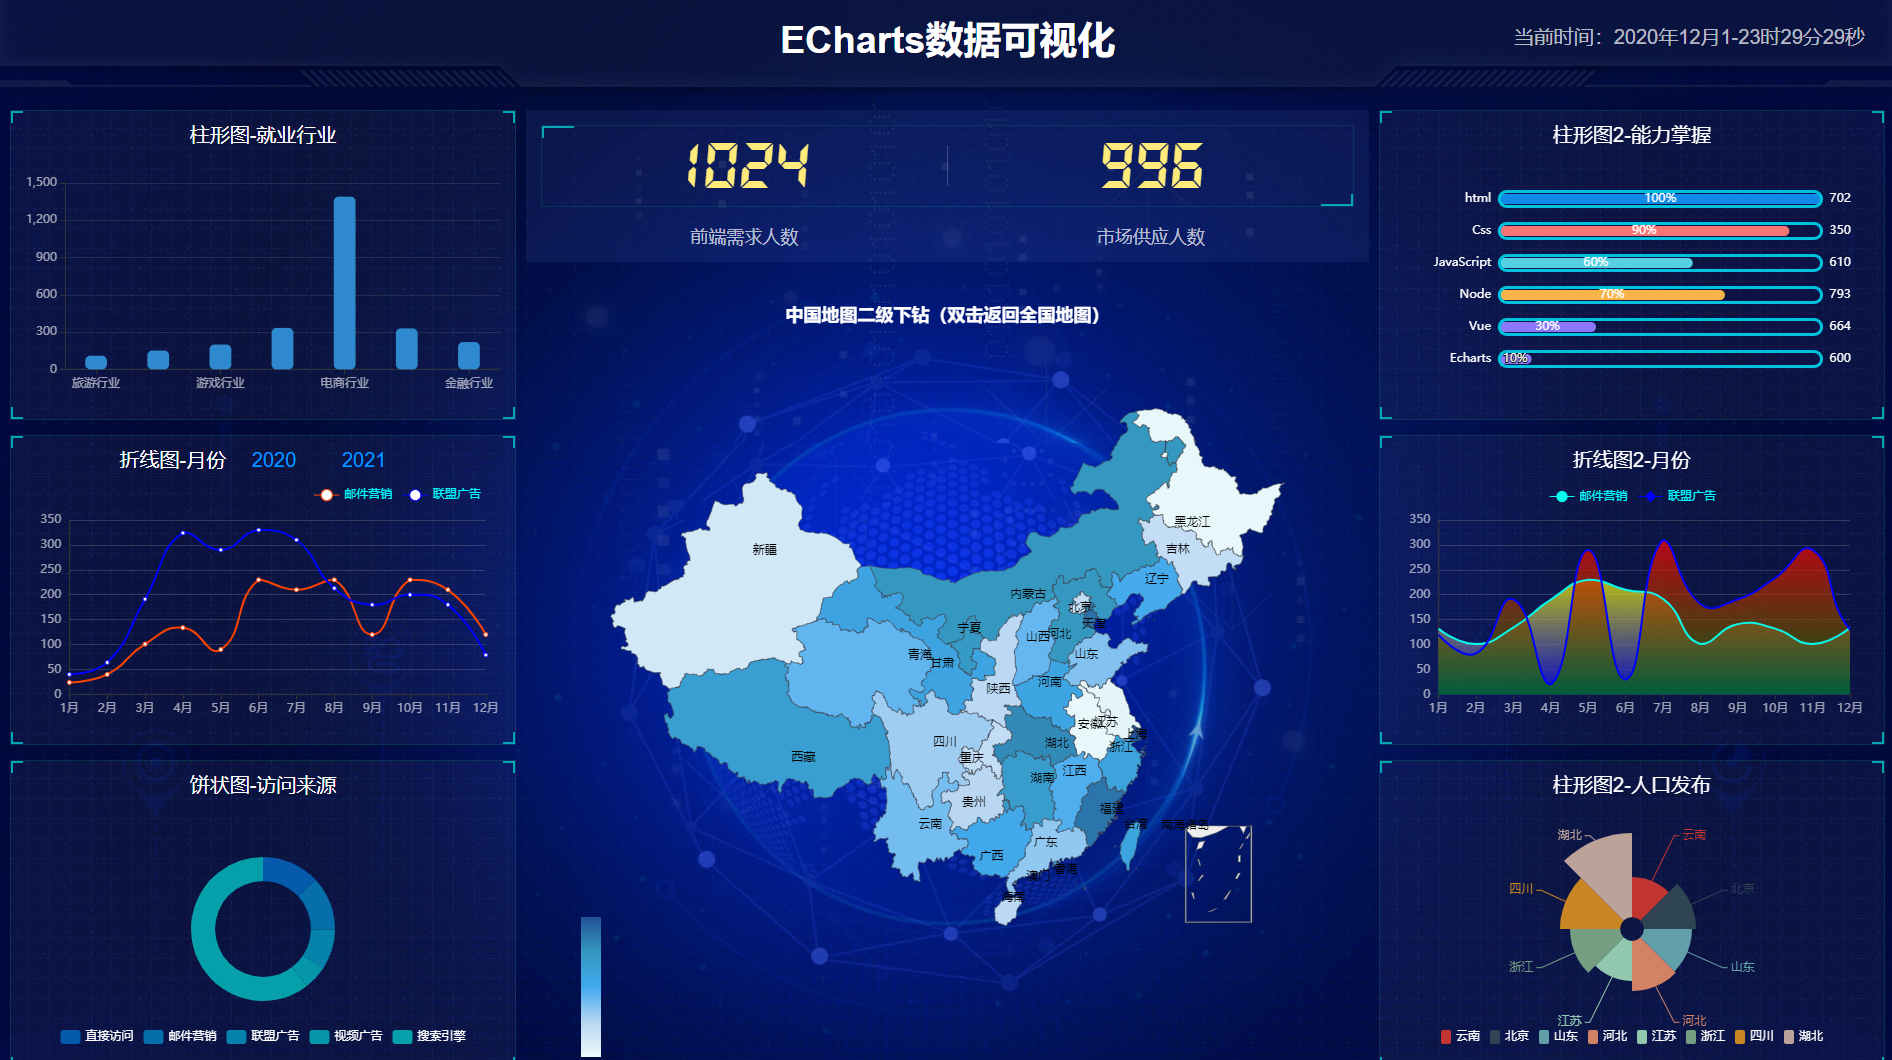 ECharts数据可视化
当前时间：2020年12月1-23时29分29秒
柱形图-就业行业
1,500
1,200
900
600
300
0
旅游行业 游戏行业 电商行业 金融行业
折线图-月份 2020 2021
邮件营销 联盟广告
350
300
250
200
150
100
50
0
1月 2月 3月 4月 5月 6月 7月 8月 9月 10月 11月 12月
饼状图-访问来源
直接访问 邮件营销 联盟广告 视频广告 搜索引擎
1024 996
前端需求人数 市场供应人数
中国地图二级下钻（双击返回全国地图）
黑龙江
吉林
新疆
辽宁
内蒙古
北京
天津
宁夏
山西
河北
青海
甘肃
山东
河南
陕西
江苏
安徽
上海
四川
湖北
浙江
西藏
重庆
江西
湖南
贵州
福建
云南
台湾
南海诸岛
广东
广西
香港
澳门
海南
柱形图2-能力掌握
html 100% 702
Css 90% 350
JavaScript 60% 610
Node 70% 793
Vue 30% 664
Echarts 10% 600
折线图2-月份
邮件营销 联盟广告
350
300
250
200
150
100
50
0
1月 2月 3月 4月 5月 6月 7月 8月 9月 10月 11月 12月
柱形图2-人口发布
湖北 云南
四川 北京
浙江 山东
江苏 河北
云南 北京 山东 河北 江苏 浙江 四川 湖北